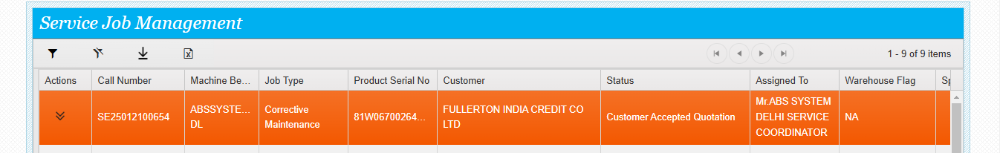 Service Job Management
1 - 9 of 9 items
Actions Call Number Machine Be... Job Type Product Serial No Customer Status Assigned To Warehouse Flag
SE25012100654
ABSSYSTE...
DL
Corrective
Maintenance
81W06700264...
FULLERTON INDIA CREDIT CO
LTD
Customer Accepted Quotation
Mr.ABS SYSTEM
DELHI SERVICE
COORDINATOR
NA